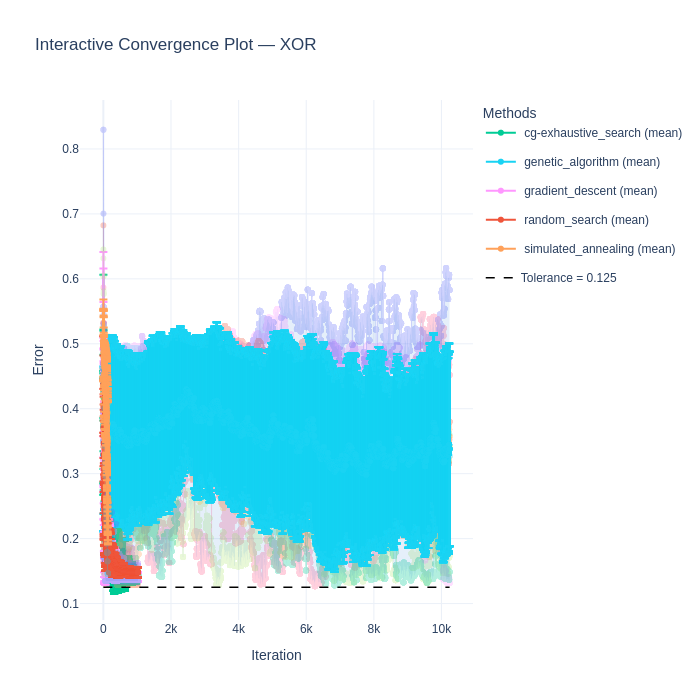 Interactive Convergence Plot — XOR
Methods
cg-exhaustive_search (mean)
genetic_algorithm (mean)
gradient_descent (mean)
random_search (mean)
simulated_annealing (mean)
Tolerance = 0.125
Error
0.8
0.7
0.6
0.5
0.4
0.3
0.2
0.1
0 2k 4k 6k 8k 10k
Iteration